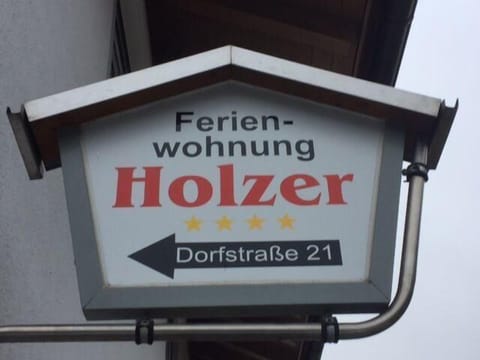 Ferien-
wohnung
Holzer
Dorfstraße 21